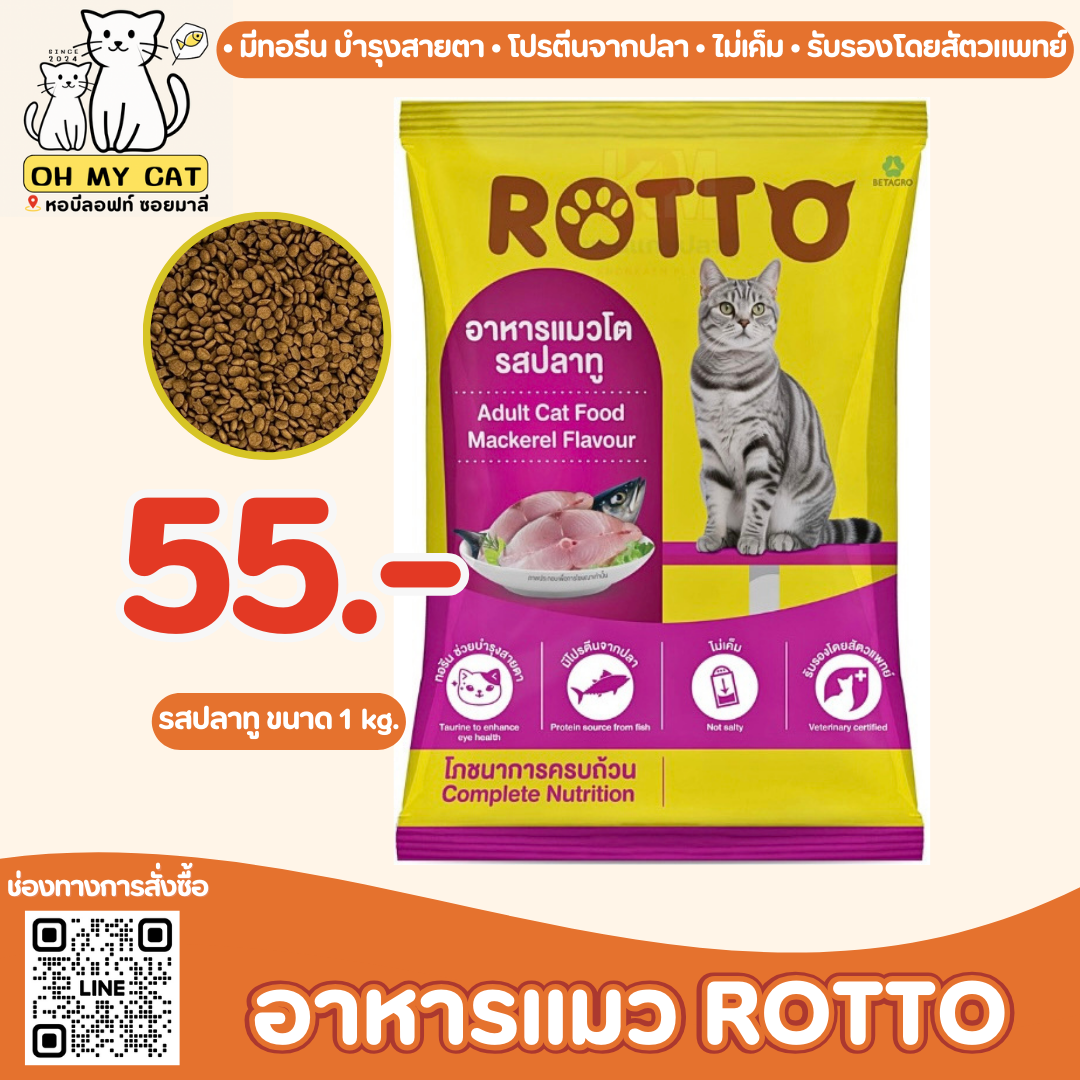 SINCE 2024
OH MY CAT
หอบีลอฟท์ ซอยมาลี
• มีทอรีน บำรุงสายตา • โปรตีนจากปลา • ไม่เค็ม • รับรองโดยสัตวแพทย์
BETAGRO
ROTTO
อาหารแมวโต
รสปลาทู
Adult Cat Food
Mackerel Flavour
55.-
รสปลาทู ขนาด 1 kg.
ทอรีน ช่วยบำรุงสายตา
Taurine to enhance
eye health
มีโปรตีนจากปลา
Protein source from fish
ไม่เค็ม
Not salty
รับรองโดยสัตวแพทย์
Veterinary certified
โภชนาการครบถ้วน
Complete Nutrition
ช่องทางการสั่งซื้อ
LINE
อาหารแมว ROTTO